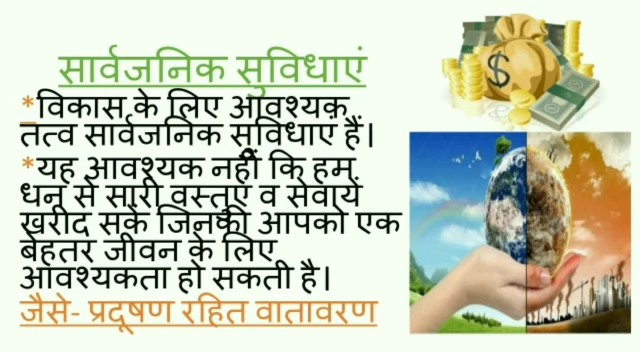 सार्वजनिक सुविधाएं
*विकास के लिए आवश्यक
तत्व सार्वजनिक सुविधाएं हैं।
*यह आवश्यक नहीं कि हम
धन से सारी वस्तुएं व सेवायें
खरीद सकें जिनकी आपको एक
बेहतर जीवन के लिए
आवश्यकता हो सकती है।
जैसे- प्रदूषण रहित वातावरण
$